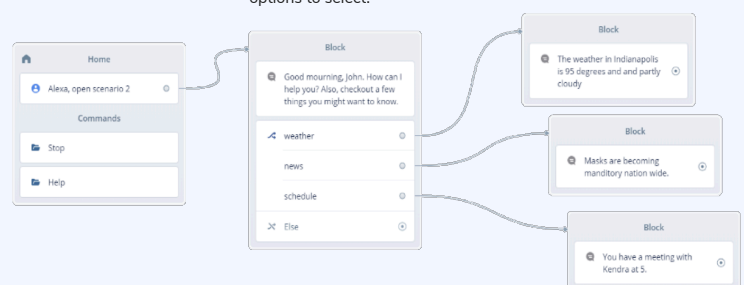 options to select.
Home
Alexa, open scenario 2
Commands
Stop
Help
Block
Good mourning, John. How can I
help you? Also, checkout a few
things you might want to know.
weather
news
schedule
Else
Block
The weather in Indianapolis
is 95 degrees and and partly
cloudy
Block
Masks are becoming
manditory nation wide.
Block
You have a meeting with
Kendra at 5.